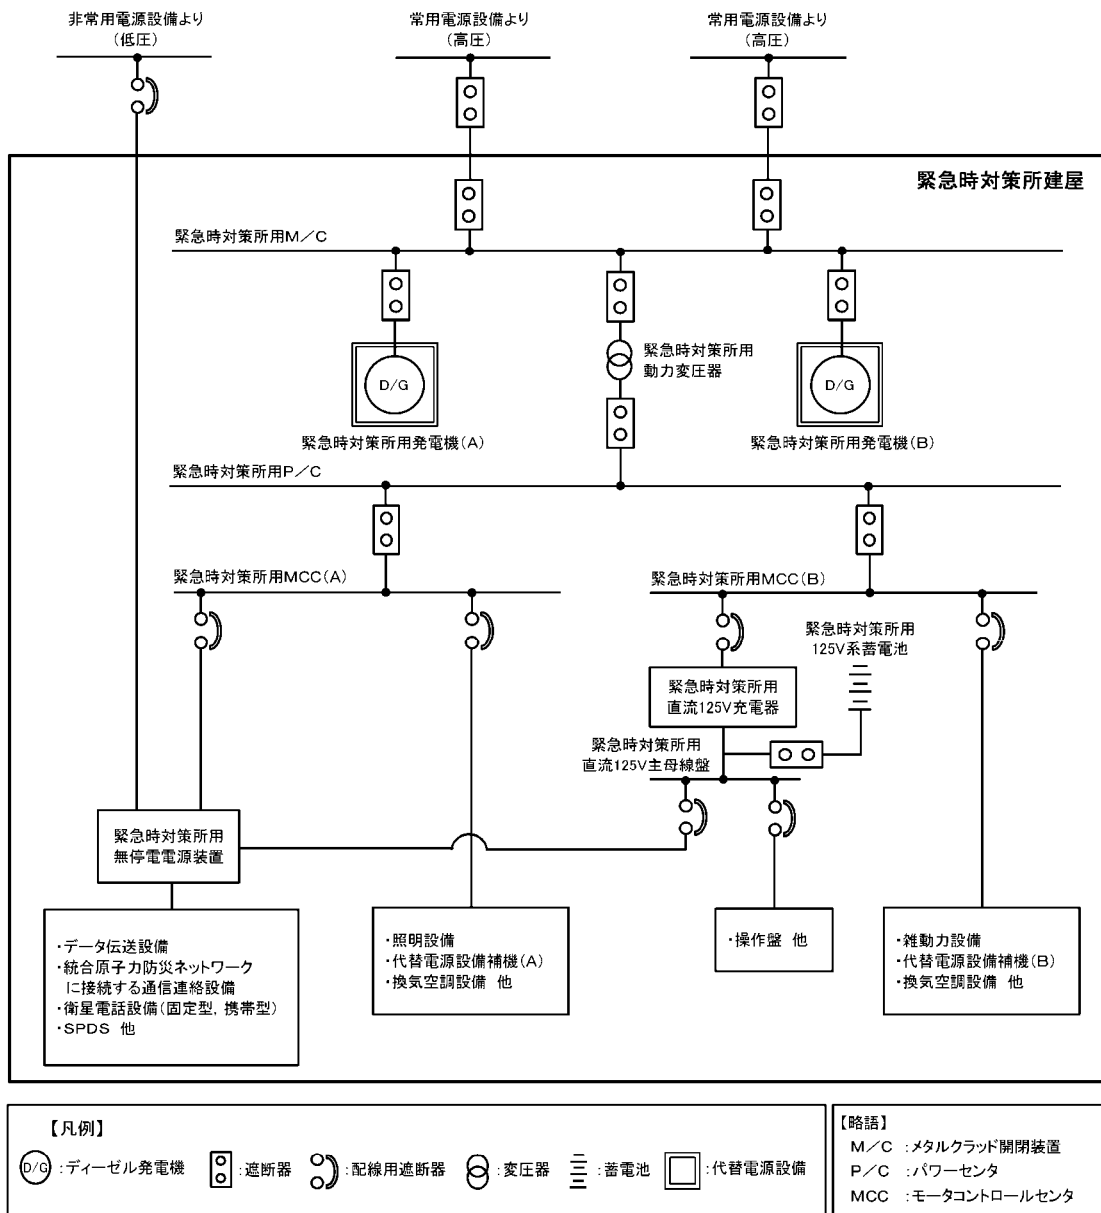 非常用電源設備より
(低圧)
常用電源設備より
(高圧)
常用電源設備より
(高圧)
緊急時対策所建屋
緊急時対策所用M/C
緊急時対策所用
動力変圧器
D/G
D/G
緊急時対策所用発電機(A)
緊急時対策所用発電機(B)
緊急時対策所用P/C
緊急時対策所用MCC(A)
緊急時対策所用MCC(B)
緊急時対策所用
125V系蓄電池
緊急時対策所用
直流125V充電器
緊急時対策所用
直流125V主母線盤
緊急時対策所用
無停電電源装置
・データ伝送設備
・統合原子力防災ネットワーク
に接続する通信連絡設備
・衛星電話設備(固定型,携帯型)
・SPDS 他
・照明設備
・代替電源設備補機(A)
・換気空調設備 他
・操作盤 他
・雑動力設備
・代替電源設備補機(B)
・換気空調設備 他
【凡例】
D/G :ディーゼル発電機 :遮断器 :配線用遮断器 :変圧器 :蓄電池 :代替電源設備
【略語】
M/C :メタルクラッド開閉装置
P/C :パワーセンタ
MCC :モータコントロールセンタ